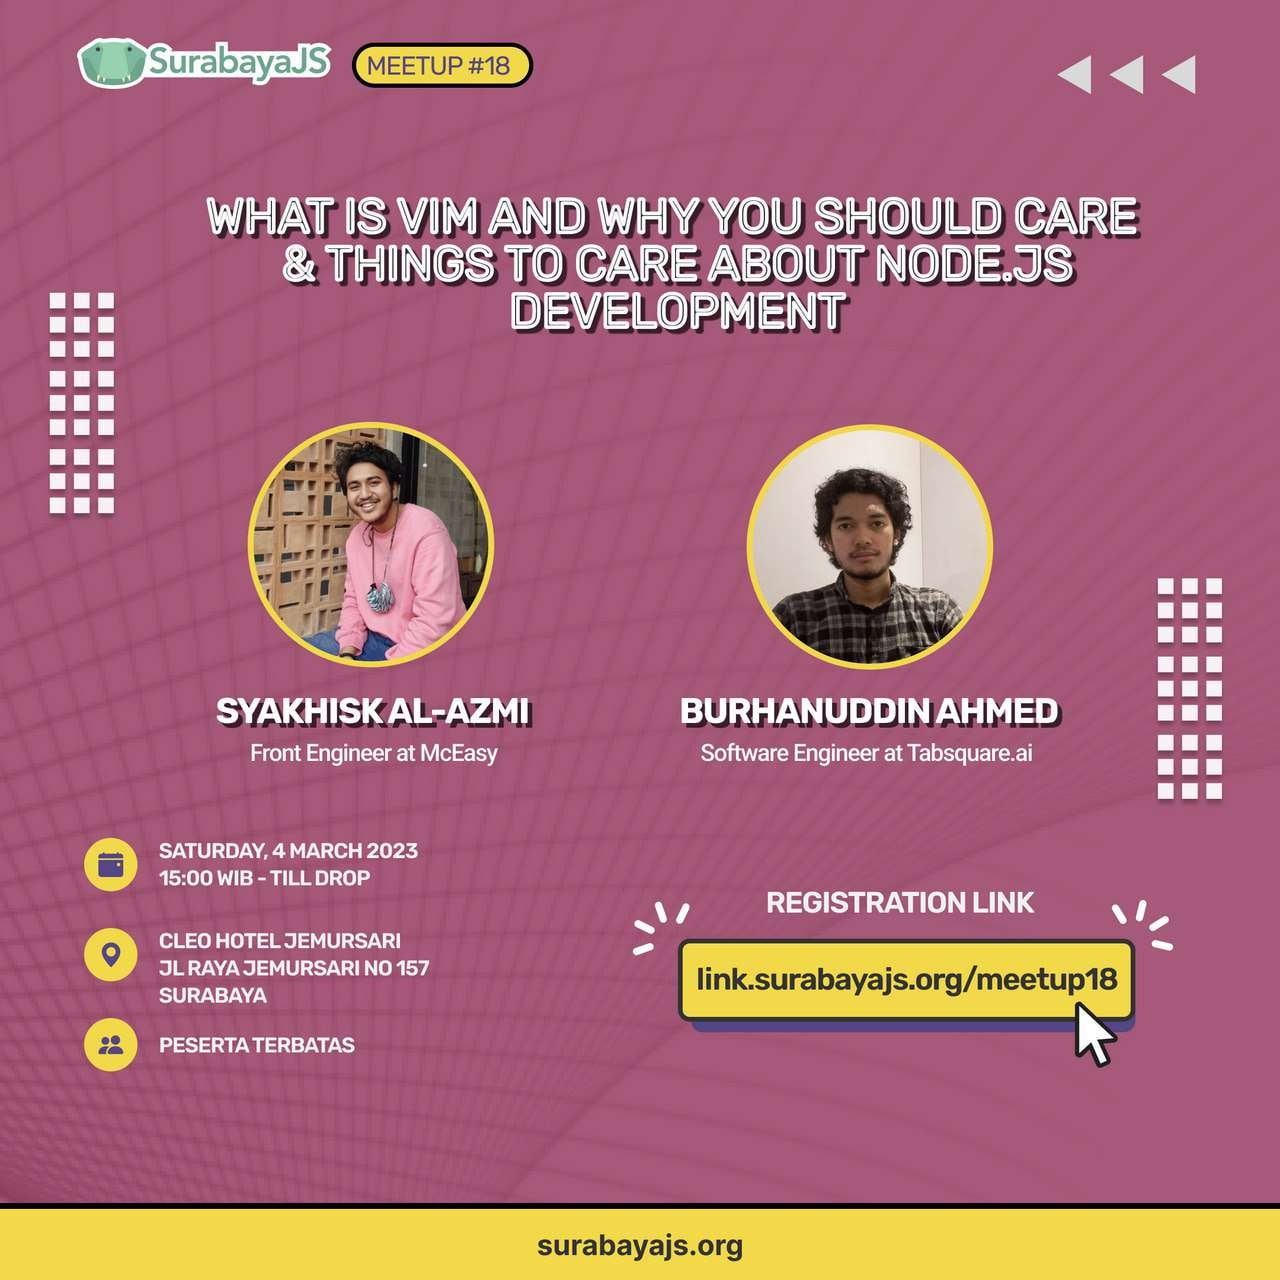 SurabayaJS
MEETUP #18
WHAT IS VIM AND WHY YOU SHOULD CARE
& THINGS TO CARE ABOUT NODE.JS
DEVELOPMENT
SYAKHISK AL-AZMI
Front Engineer at McEasy
BURHANUDDIN AHMED
Software Engineer at Tabsquare.ai
SATURDAY, 4 MARCH 2023
15:00 WIB - TILL DROP
CLEO HOTEL JEMURSARI
JL RAYA JEMURSARI NO 157
SURABAYA
PESERTA TERBATAS
REGISTRATION LINK
link.surabayajs.org/meetup18
surabayajs.org